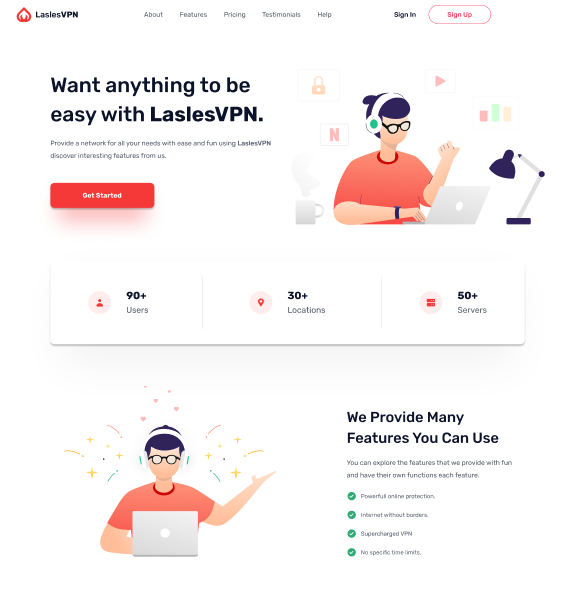 LaslesVPN
About
Features
Pricing
Testimonials
Help
Sign In
Sign Up
Want anything to be
easy with LaslesVPN.
Provide a network for all your needs with ease and fun using LaslesVPN
discover interesting features from us.
Get Started
N
90+
Users
30+
Locations
50+
Servers
We Provide Many
Features You Can Use
You can explore the features that we provide with fun
and have their own functions each feature.
Powerfull online protection.
Internet without borders.
Supercharged VPN
No specific time limits.